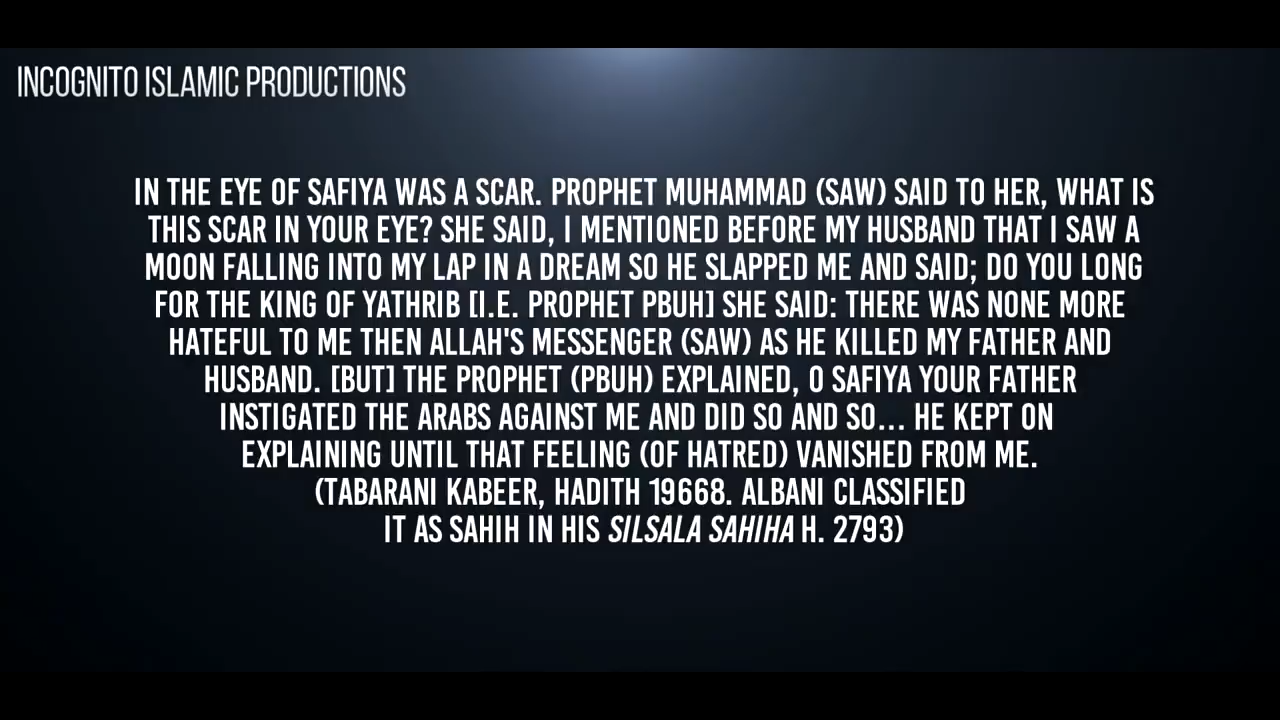 INCOGNITO ISLAMIC PRODUCTIONS
IN THE EYE OF SAFIYA WAS A SCAR. PROPHET MUHAMMAD (SAW) SAID TO HER, WHAT IS
THIS SCAR IN YOUR EYE? SHE SAID, I MENTIONED BEFORE MY HUSBAND THAT I SAW A
MOON FALLING INTO MY LAP IN A DREAM SO HE SLAPPED ME AND SAID; DO YOU LONG
FOR THE KING OF YATHRIB [I.E. PROPHET PBUH] SHE SAID: THERE WAS NONE MORE
HATEFUL TO ME THEN ALLAH'S MESSENGER (SAW) AS HE KILLED MY FATHER AND
HUSBAND. [BUT] THE PROPHET (PBUH) EXPLAINED, O SAFIYA YOUR FATHER
INSTIGATED THE ARABS AGAINST ME AND DID SO AND SO... HE KEPT ON
EXPLAINING UNTIL THAT FEELING (OF HATRED) VANISHED FROM ME.
(TABARANI KABEER, HADITH 19668. ALBANI CLASSIFIED
IT AS SAHIH IN HIS SILSALA SAHIHA H. 2793)